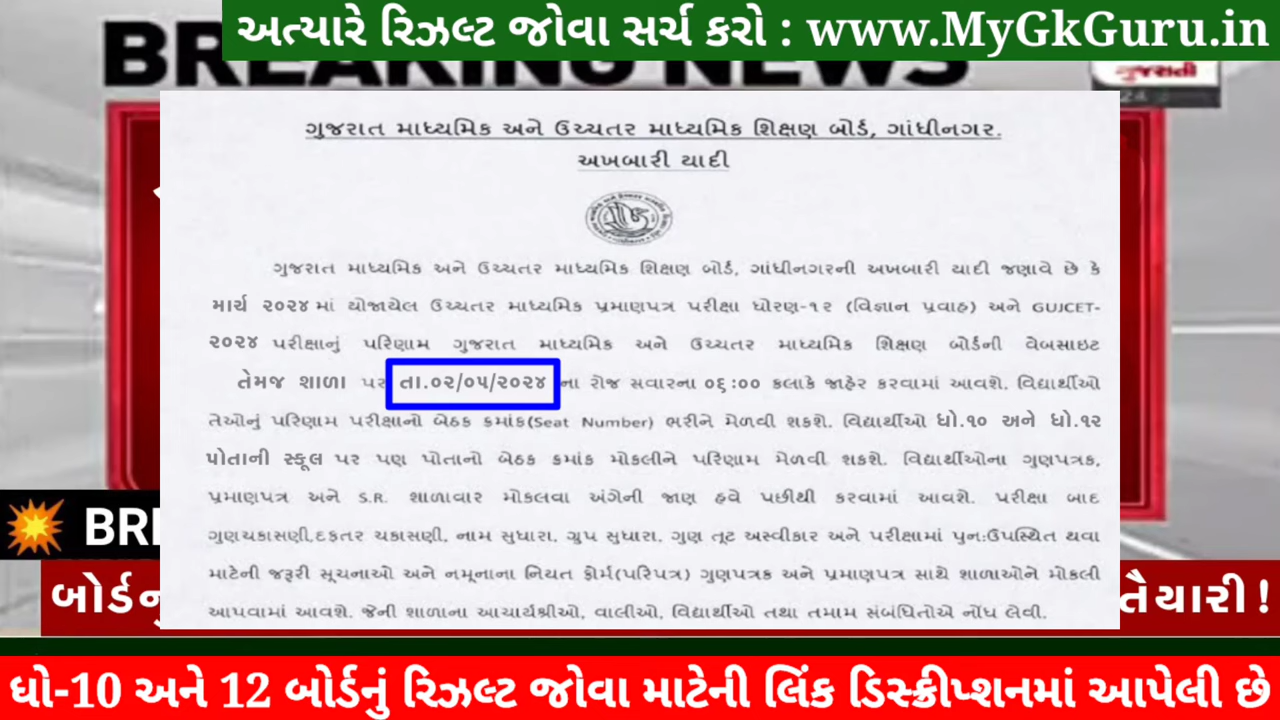 અત્યારે રિઝલ્ટ જોવા સર્ચ કરો : www.MyGkGuru.in
BREAKING NEWS
ગુજરાતી
ગુજરાત માધ્યમિક અને ઉચ્ચતર માધ્યમિક શિક્ષણ બોર્ડ, ગાંધીનગર.
અખબારી યાદી
ગુજરાત માધ્યમિક અને ઉચ્ચતર માધ્યમિક શિક્ષણ બોર્ડ, ગાંધીનગરની અખબારી યાદી જણાવે છે કે
માર્ચ ૨૦૨૪માં યોજાયેલ ઉચ્ચતર માધ્યમિક પ્રમાણપત્ર પરીક્ષા ધોરણ-૧૨ (વિજ્ઞાન પ્રવાહ) અને GUJCET-
૨૦૨૪ પરીક્ષાનું પરિણામ ગુજરાત માધ્યમિક અને ઉચ્ચતર માધ્યમિક શિક્ષણ બોર્ડની વેબસાઇટ
તેમજ શાળા પર તા.૦૨/૦૫/૨૦૨૪ ના રોજ સવારના ૦૬:૦૦ કલાકે જાહેર કરવામાં આવશે. વિદ્યાર્થીઓ
તેઓનું પરિણામ પરીક્ષાનો બેઠક ક્માંક(Seat Number) ભરીને મેળવી શકશે. વિદ્યાર્થીઓ ધો.૧૦ અને ધો.૧૨
પોતાની સ્કૂલ પર પણ પોતાનો બેઠક ક્માંક મોકલીને પરિણામ મેળવી શકશે. વિદ્યાર્થીઓના ગુણપત્રક,
પ્રમાણપત્ર અને S.R. શાળાવાર મોકલવા અંગેની જાણ હવે પછીથી કરવામાં આવશે. પરીક્ષા બાદ
ગુણચકાસણી,દફતર ચકાસણી, નામ સુધારા, ગ્રુપ સુધારા, ગુણ તૂટ અસ્વીકાર અને પરીક્ષામાં પુન:ઉપસ્થિત થવા
માટેની જરૂરી સૂચનાઓ અને નમૂનાના નિયત ફોર્મ(પરિપત્ર) ગુણપત્રક અને પ્રમાણપત્ર સાથે શાળાઓને મોકલી
આપવામાં આવશે. જેની શાળાના આચાર્યશ્રીઓ, વાલીઓ, વિદ્યાર્થીઓ તથા તમામ સંબંધિતોએ નોંધ લેવી.
BRE
બોર્ડનુ તૈયારી!
ધો-10 અને 12 બોર્ડનું રિઝલ્ટ જોવા માટેની લિંક ડિસ્ક્રીપ્શનમાં આપેલી છે